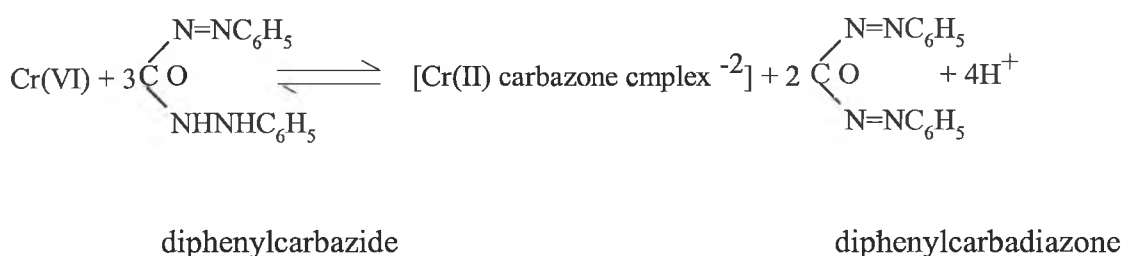 N=NC6H5 N=NC6H5
Cr(VI) + 3C O [Cr(II) carbazone cmplex -2] + 2 C O + 4H+
NHNHC6H5 N=NC6H5
diphenylcarbazide diphenylcarbadiazone